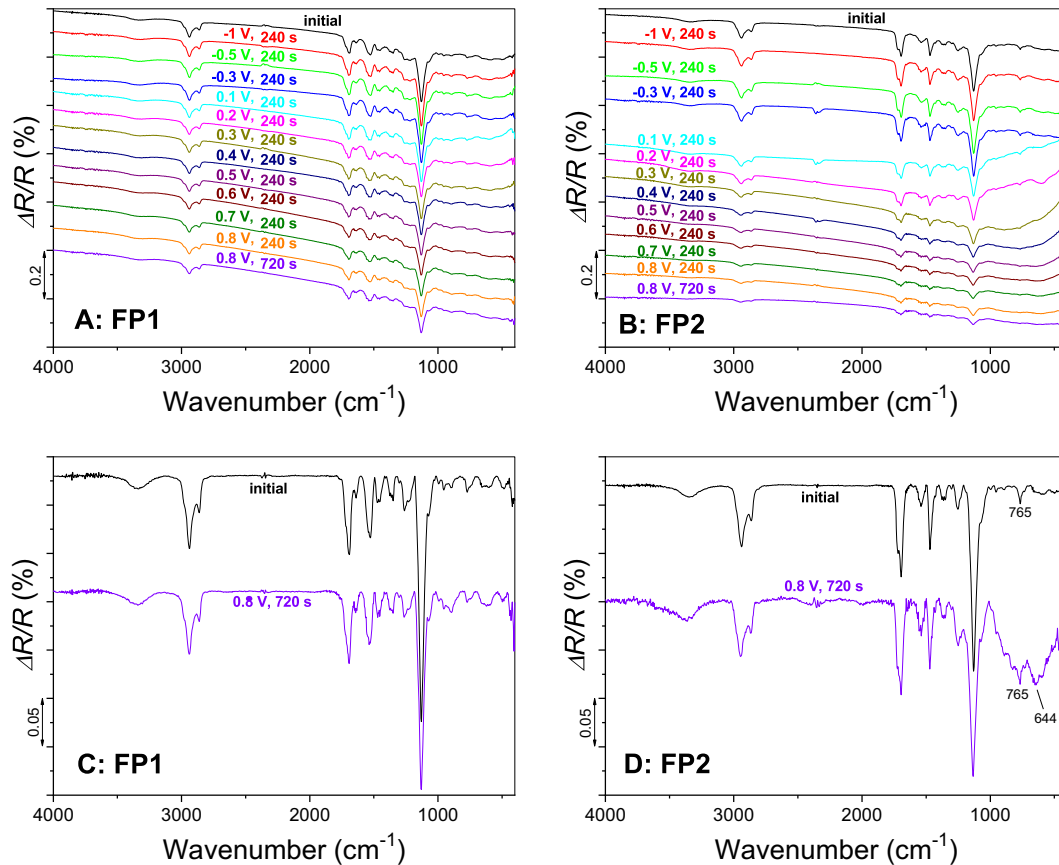 initial
-1 V, 240 s
-0.5 V, 240 s
-0.3 V, 240 s
0.1 V, 240 s
0.2 V, 240 s
0.3 V, 240 s
0.4 V, 240 s
0.5 V, 240 s
0.6 V, 240 s
0.7 V, 240 s
0.8 V, 240 s
0.8 V, 720 s
ΔR/R (%)
0.2
A: FP1
4000 3000 2000 1000
Wavenumber (cm⁻¹)
initial
-1 V, 240 s
-0.5 V, 240 s
-0.3 V, 240 s
0.1 V, 240 s
0.2 V, 240 s
0.3 V, 240 s
0.4 V, 240 s
0.5 V, 240 s
0.6 V, 240 s
0.7 V, 240 s
0.8 V, 240 s
0.8 V, 720 s
ΔR/R (%)
0.2
B: FP2
4000 3000 2000 1000
Wavenumber (cm⁻¹)
initial
0.8 V, 720 s
ΔR/R (%)
0.05
C: FP1
4000 3000 2000 1000
Wavenumber (cm⁻¹)
initial
765
0.8 V, 720 s
765
644
ΔR/R (%)
0.05
D: FP2
4000 3000 2000 1000
Wavenumber (cm⁻¹)